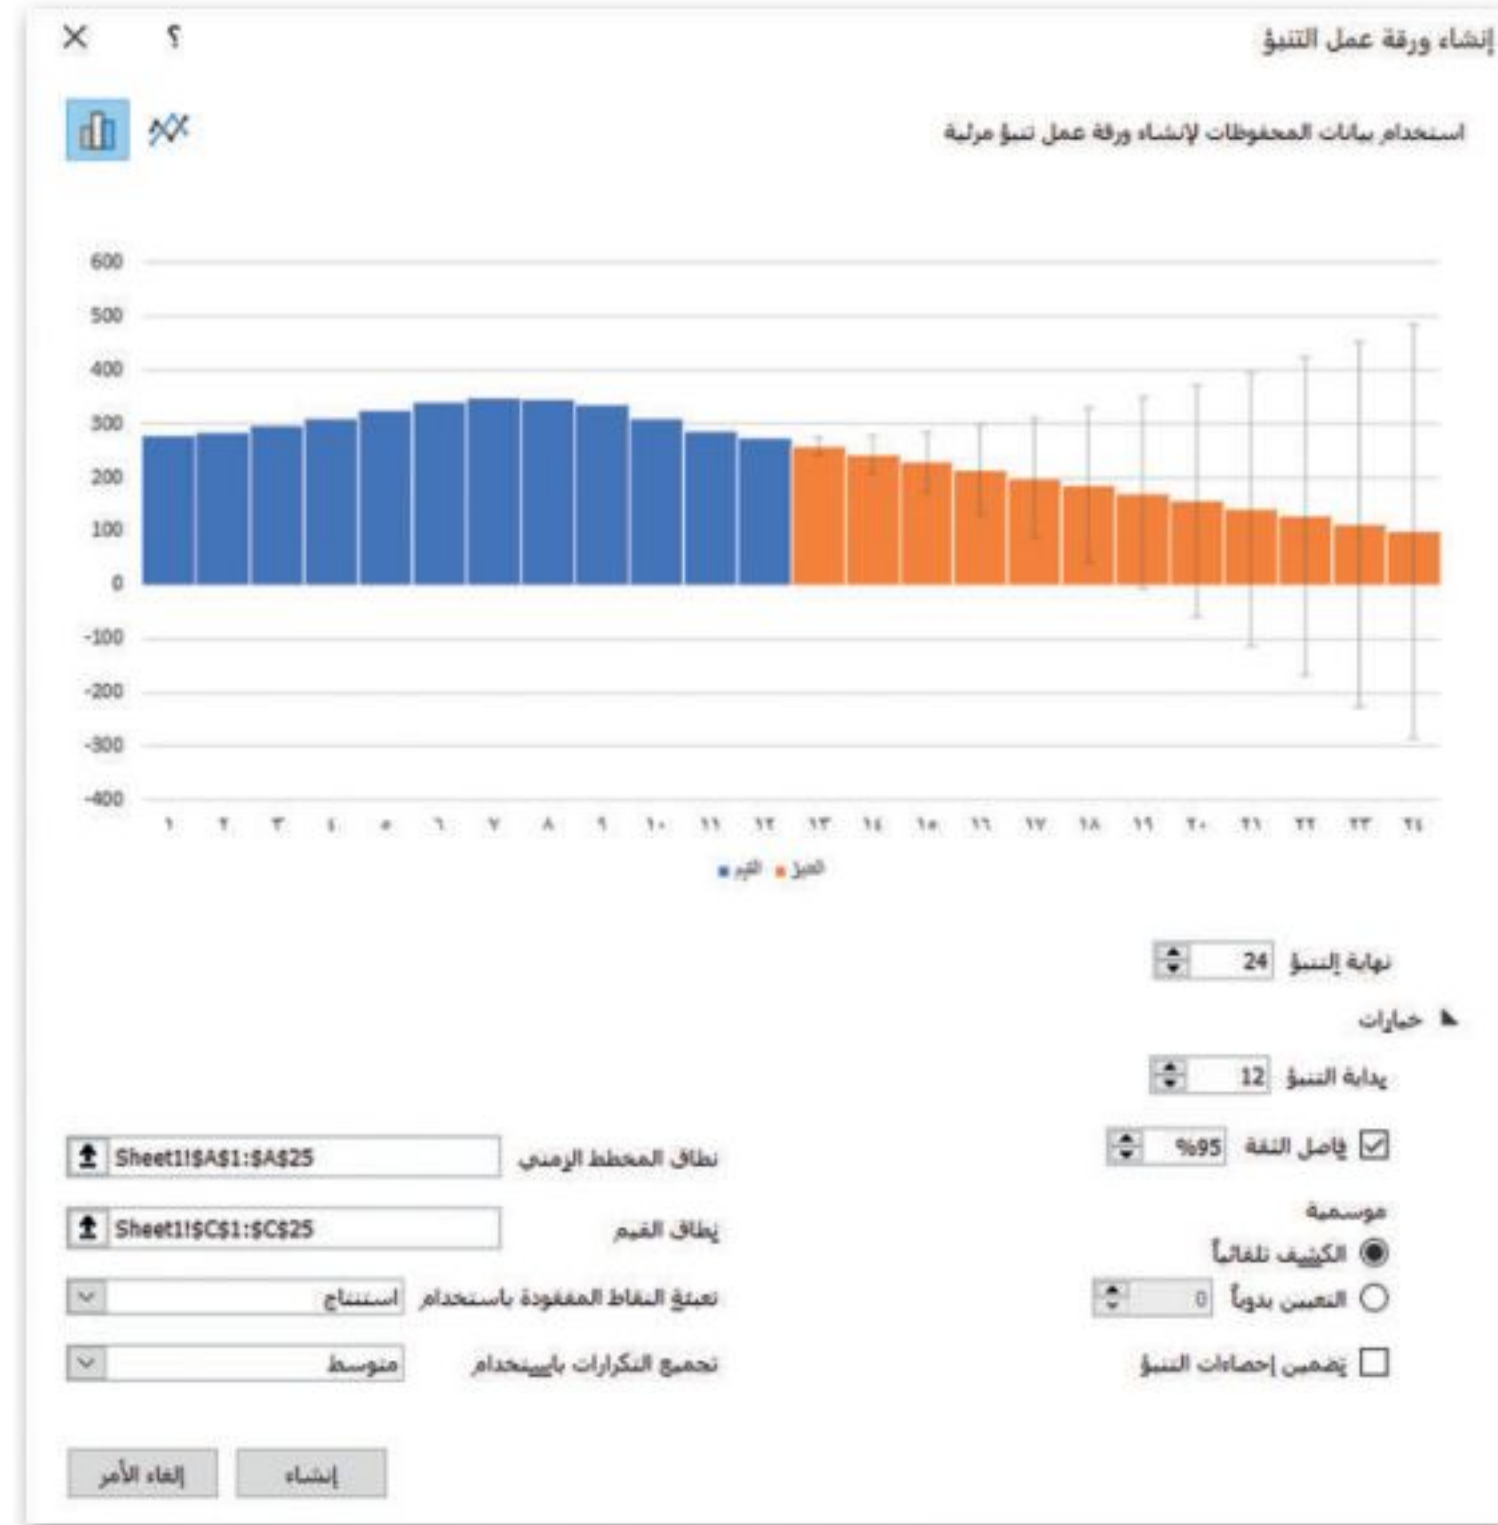 إنشاء ورقة عمل التنبؤ
؟
استخدام بيانات المحفوظات لإنشاء ورقة عمل تنبؤ مرئية
600
500
400
300
200
100
0
-100
-200
-300
-400
١ ٢ ٣ ٤ ٥ ٦ ٧ ٨ ٩ ١٠ ١١ ١٢ ١٣ ١٤ ١٥ ١٦ ١٧ ١٨ ١٩ ٢٠ ٢١ ٢٢ ٢٣ ٢٤
القيم التنبؤ
نهاية التنبؤ 24
خيارات
بداية التنبؤ 12
فاصل الثقة %95
موسمية
الكشف تلقائياً
التعيين يدوياً 0
تضمين إحصاءات التنبؤ
نطاق المخطط الزمني Sheet1!$A$1:$A$25
نطاق القيم Sheet1!$C$1:$C$25
تعبئة النقاط المفقودة باستخدام استنتاج
تجميع التكرارات باستخدام متوسط
إنشاء
إلغاء الأمر